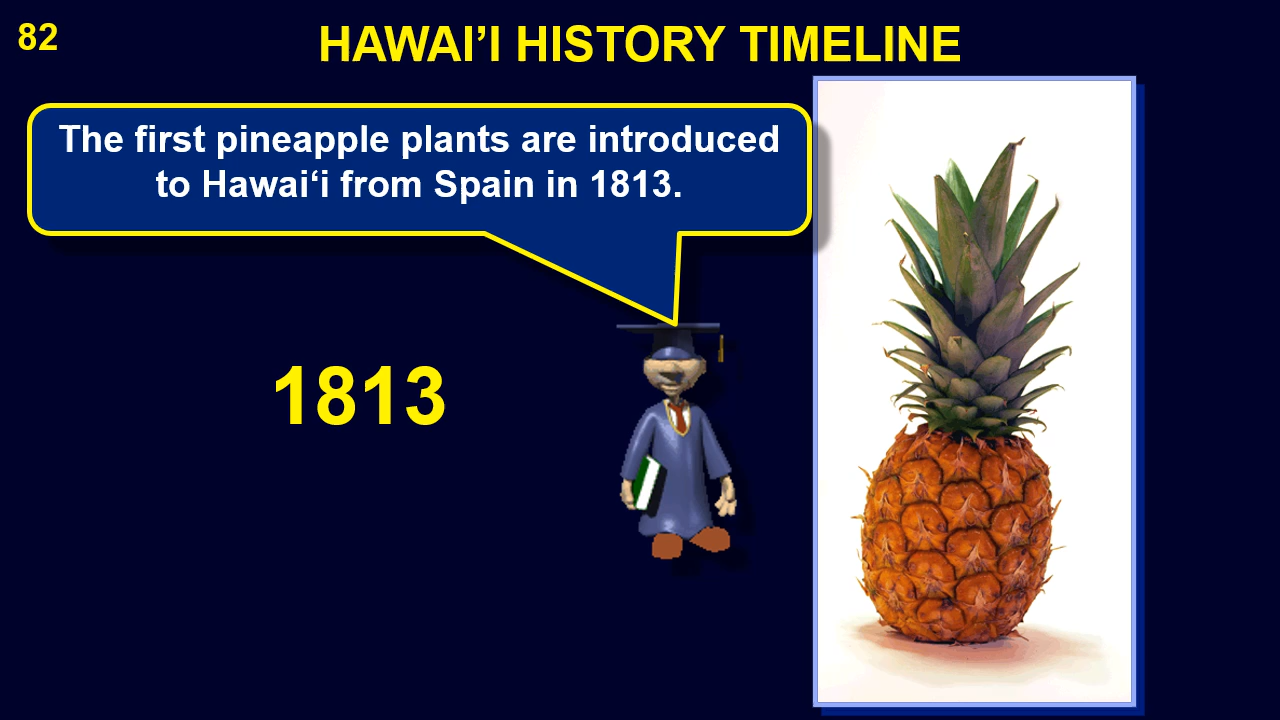 82
HAWAI’I HISTORY TIMELINE
The first pineapple plants are introduced
to Hawai‘i from Spain in 1813.
1813